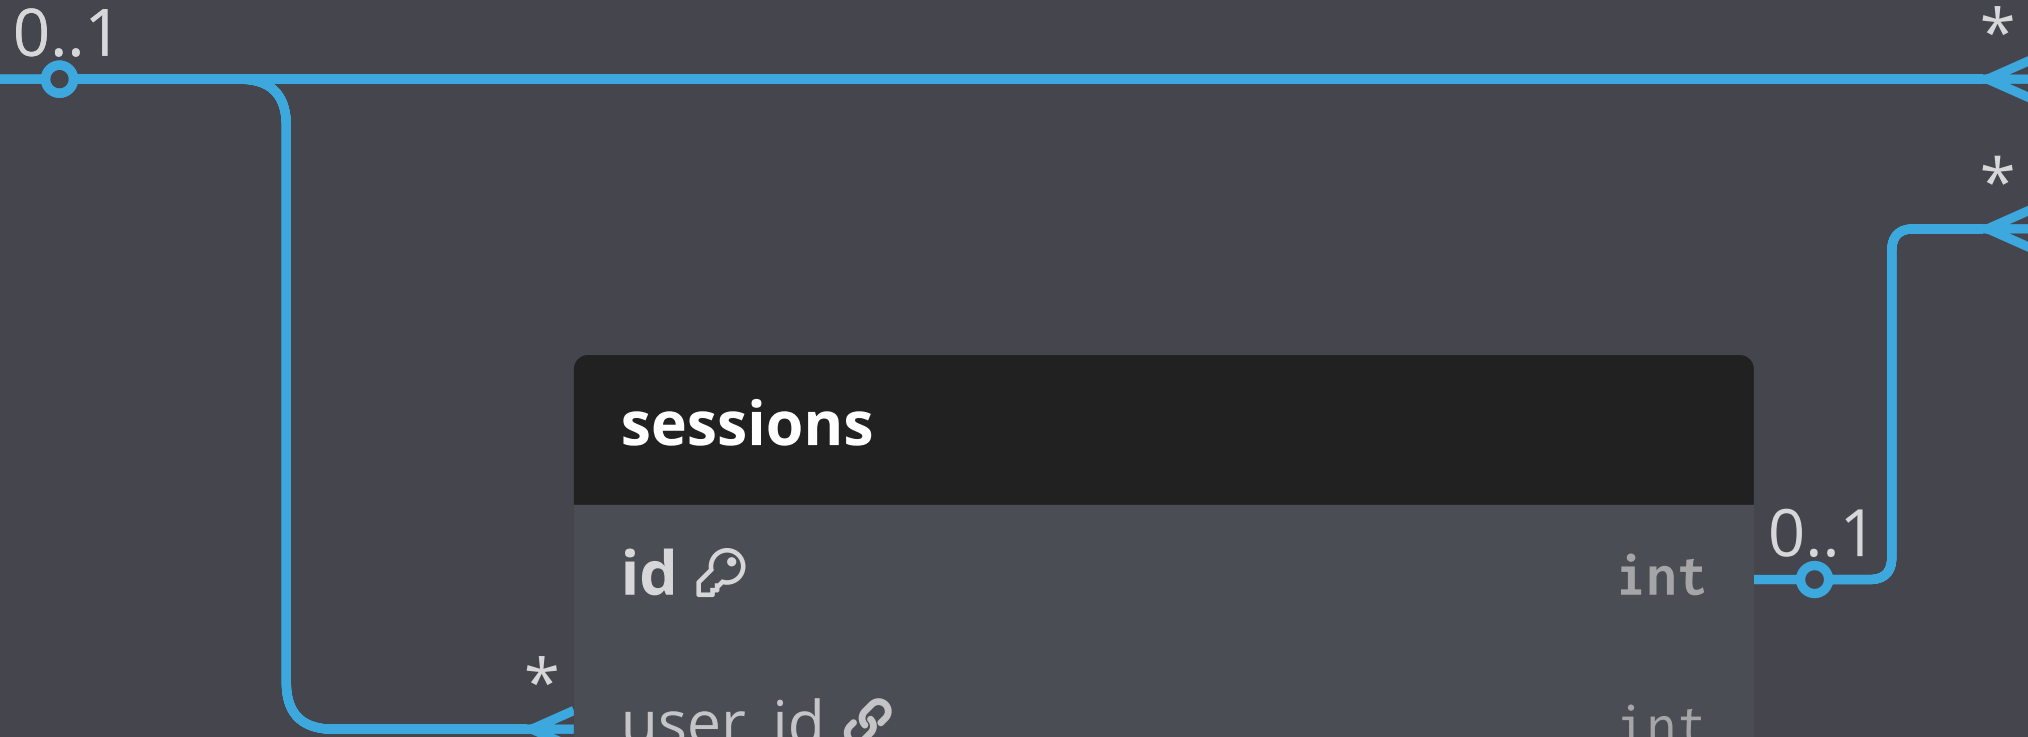 0..1
*
*
sessions
id int
0..1
*
user_id int